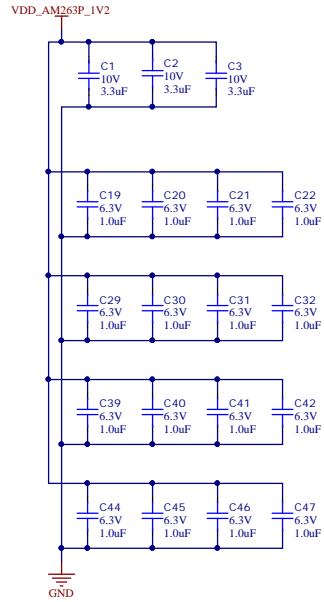 VDD_AM263P_1V2
C1
10V
3.3uF
C2
10V
3.3uF
C3
10V
3.3uF
C19
6.3V
1.0uF
C20
6.3V
1.0uF
C21
6.3V
1.0uF
C22
6.3V
1.0uF
C29
6.3V
1.0uF
C30
6.3V
1.0uF
C31
6.3V
1.0uF
C32
6.3V
1.0uF
C39
6.3V
1.0uF
C40
6.3V
1.0uF
C41
6.3V
1.0uF
C42
6.3V
1.0uF
C44
6.3V
1.0uF
C45
6.3V
1.0uF
C46
6.3V
1.0uF
C47
6.3V
1.0uF
GND